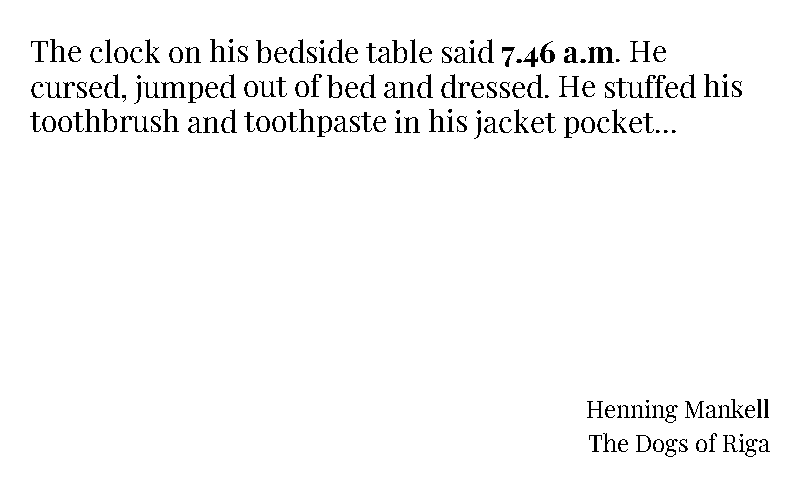 The clock on his bedside table said 7.46 a.m. He
cursed, jumped out of bed and dressed. He stuffed his
toothbrush and toothpaste in his jacket pocket...
Henning Mankell
The Dogs of Riga